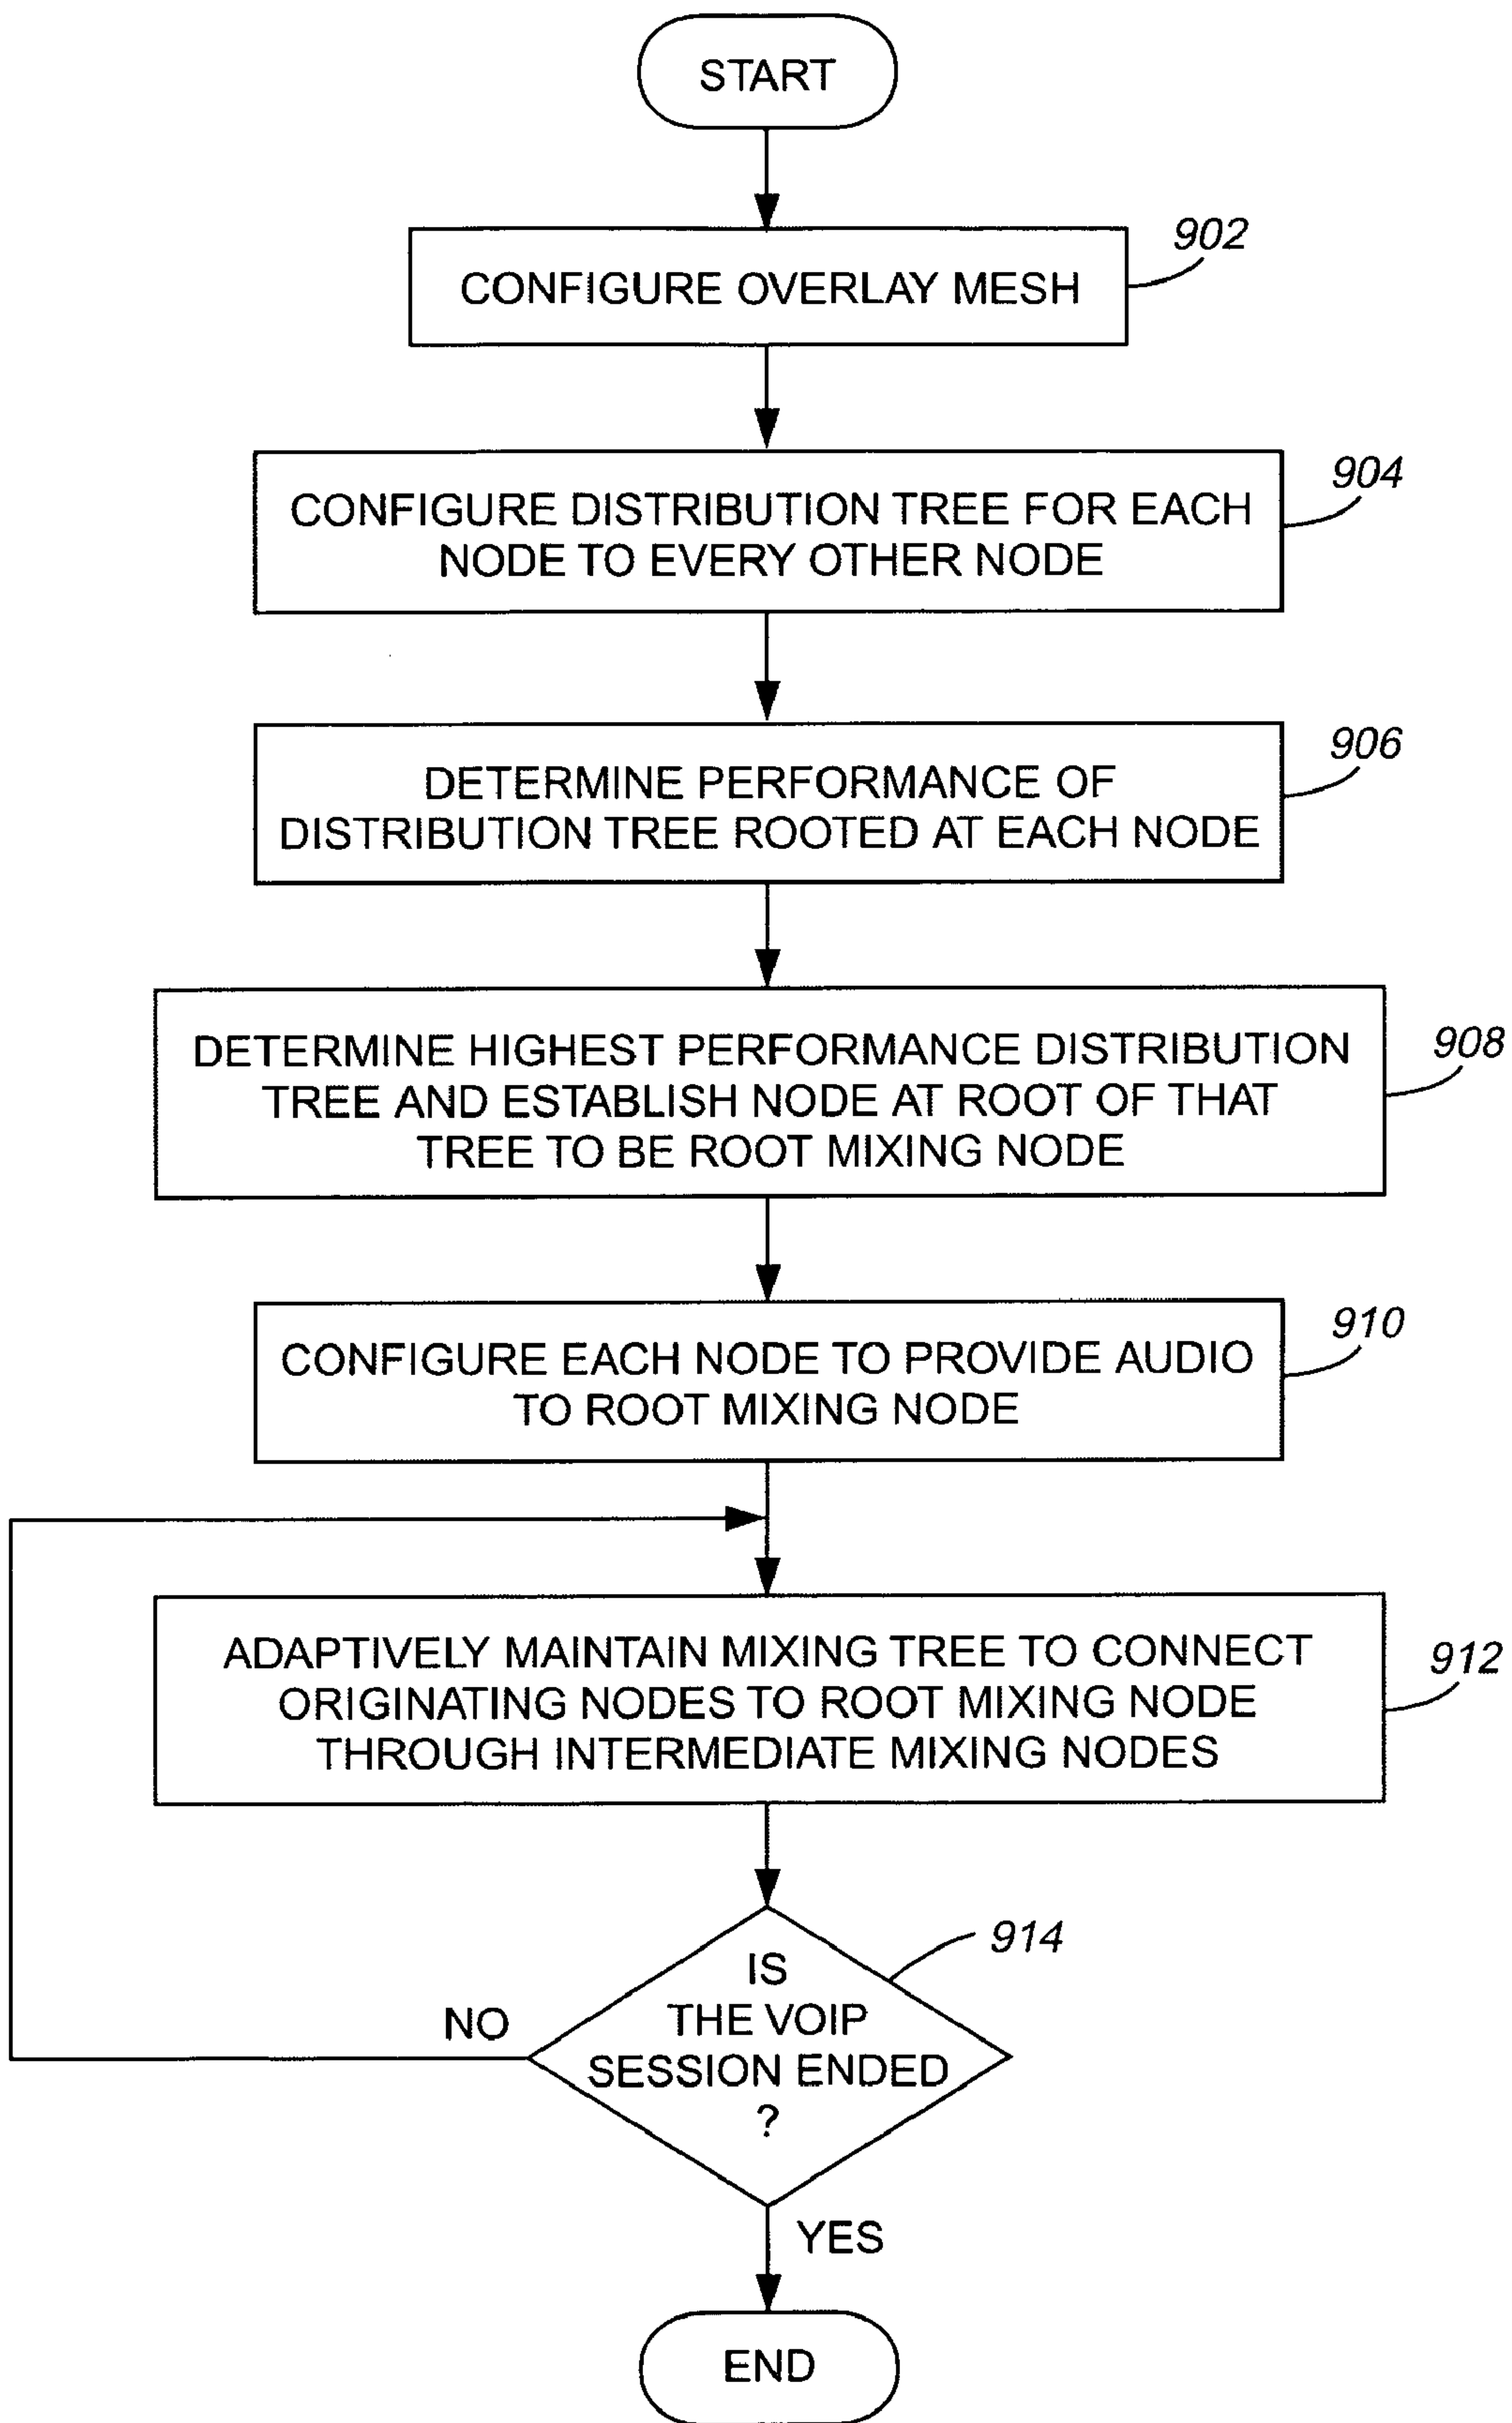 START
902
CONFIGURE OVERLAY MESH
904
CONFIGURE DISTRIBUTION TREE FOR EACH
NODE TO EVERY OTHER NODE
906
DETERMINE PERFORMANCE OF
DISTRIBUTION TREE ROOTED AT EACH NODE
908
DETERMINE HIGHEST PERFORMANCE DISTRIBUTION
TREE AND ESTABLISH NODE AT ROOT OF THAT
TREE TO BE ROOT MIXING NODE
910
CONFIGURE EACH NODE TO PROVIDE AUDIO
TO ROOT MIXING NODE
912
ADAPTIVELY MAINTAIN MIXING TREE TO CONNECT
ORIGINATING NODES TO ROOT MIXING NODE
THROUGH INTERMEDIATE MIXING NODES
914
IS
THE VOIP
SESSION ENDED
?
NO
YES
END